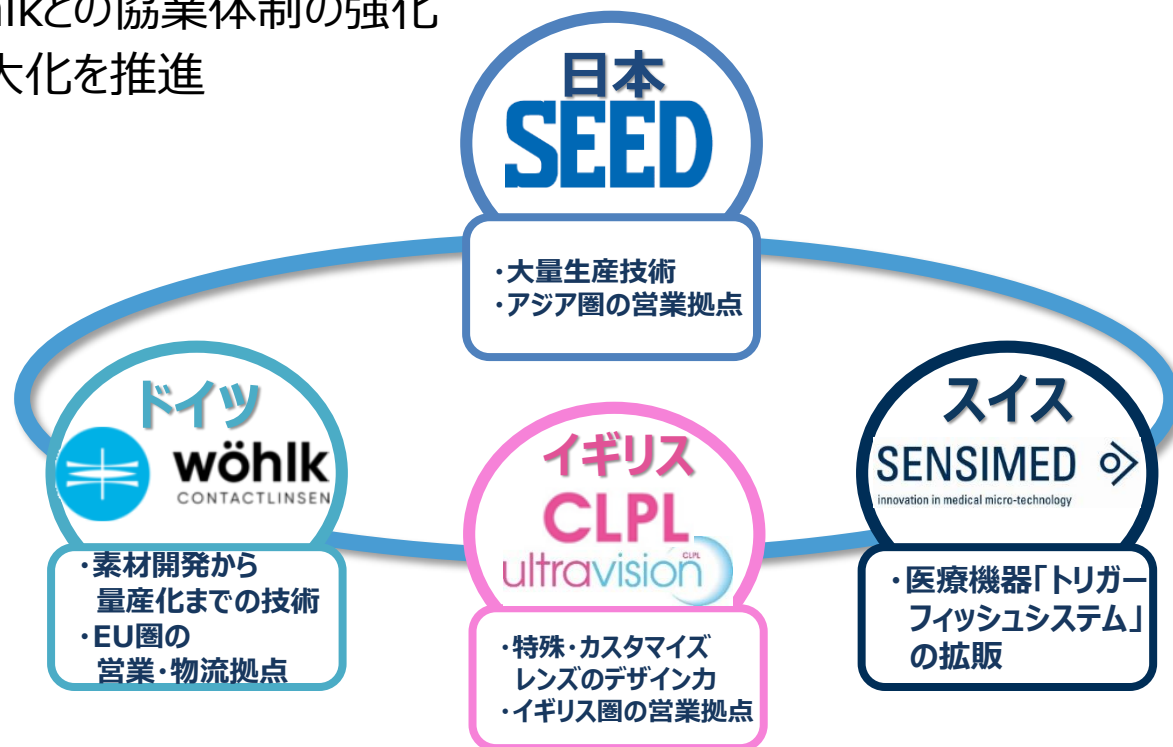 lkとの協業体制の強化
大化を推進
日本
SEED
・大量生産技術
・アジア圏の営業拠点
ドイツ
wöhlk
CONTACTLINSEN
・素材開発から
量産化までの技術
・EU圏の
営業・物流拠点
イギリス
CLPL
ultravision
CLPL
・特殊・カスタマイズ
レンズのデザイン力
・イギリス圏の営業拠点
スイス
SENSIMED
innovation in medical micro-technology
・医療機器「トリガー
フィッシュシステム」
の拡販